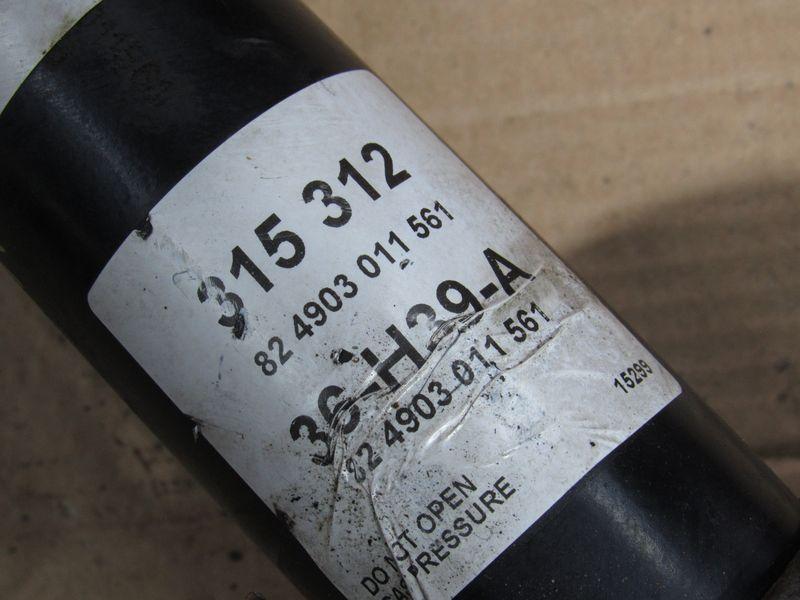 315 312
82 4903 011 561
36-H39-A
82 4903 011 561
15299
DO NOT OPEN
GAS PRESSURE